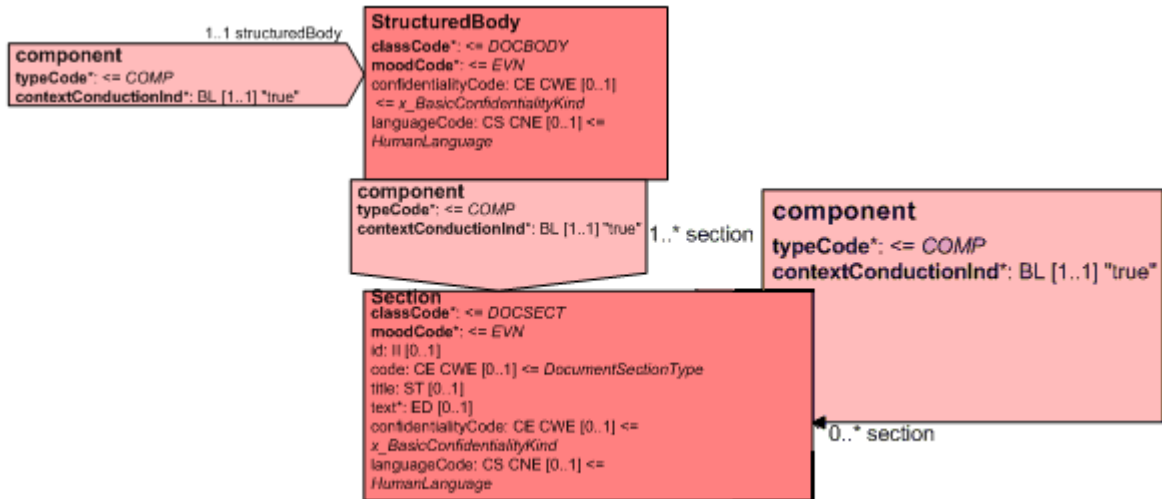 1..1 structuredBody
component
typeCode*: <= COMP
contextConductionInd*: BL [1..1] "true"
StructuredBody
classCode*: <= DOCBODY
moodCode*: <= EVN
confidentialityCode: CE CWE [0..1]
<= x_BasicConfidentialityKind
languageCode: CS CNE [0..1] <=
HumanLanguage
component
typeCode*: <= COMP
contextConductionInd*: BL [1..1] "true"
1..* section
component
typeCode*: <= COMP
contextConductionInd*: BL [1..1] "true"
Section
classCode*: <= DOCSECT
moodCode*: <= EVN
id: II [0..1]
code: CE CWE [0..1] <= DocumentSectionType
title: ST [0..1]
text*: ED [0..1]
confidentialityCode: CE CWE [0..1] <=
x_BasicConfidentialityKind
languageCode: CS CNE [0..1] <=
HumanLanguage
0..* section